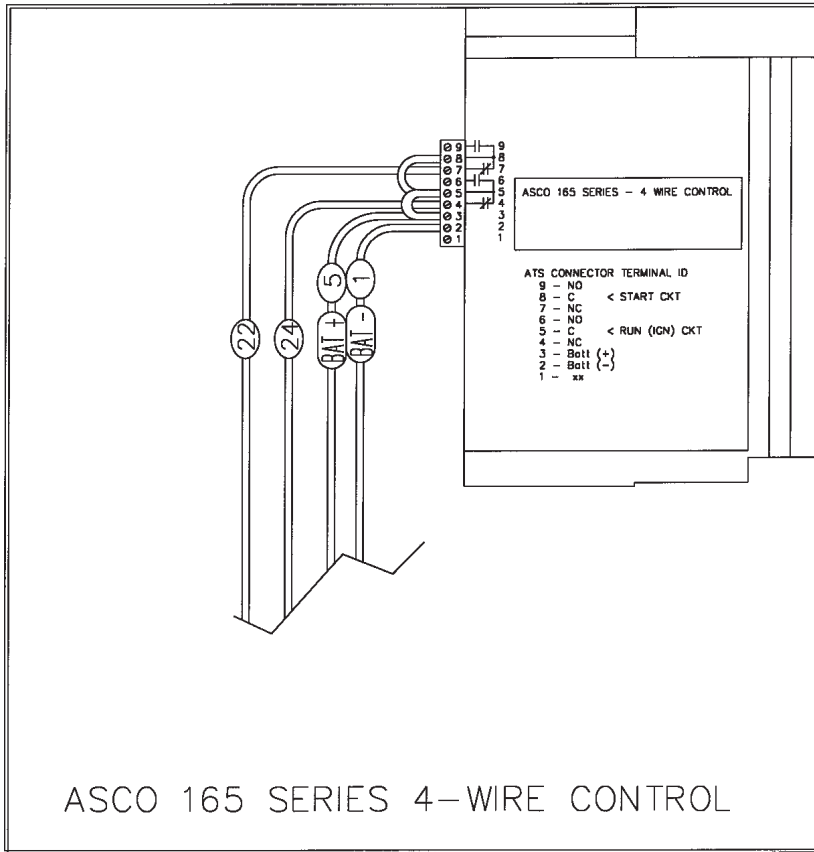 9 9
8 8
7 7
6 6
5 5
4 4
3 3
2 2
1 1
ASCO 165 SERIES - 4 WIRE CONTROL
ATS CONNECTOR TERMINAL ID
9 - NO
8 - C < START CKT
7 - NC
6 - NO
5 - C < RUN (IGN) CKT
4 - NC
3 - Batt (+)
2 - Batt (-)
1 - xx
22
24
5
BAT +
1
BAT -
ASCO 165 SERIES 4-WIRE CONTROL